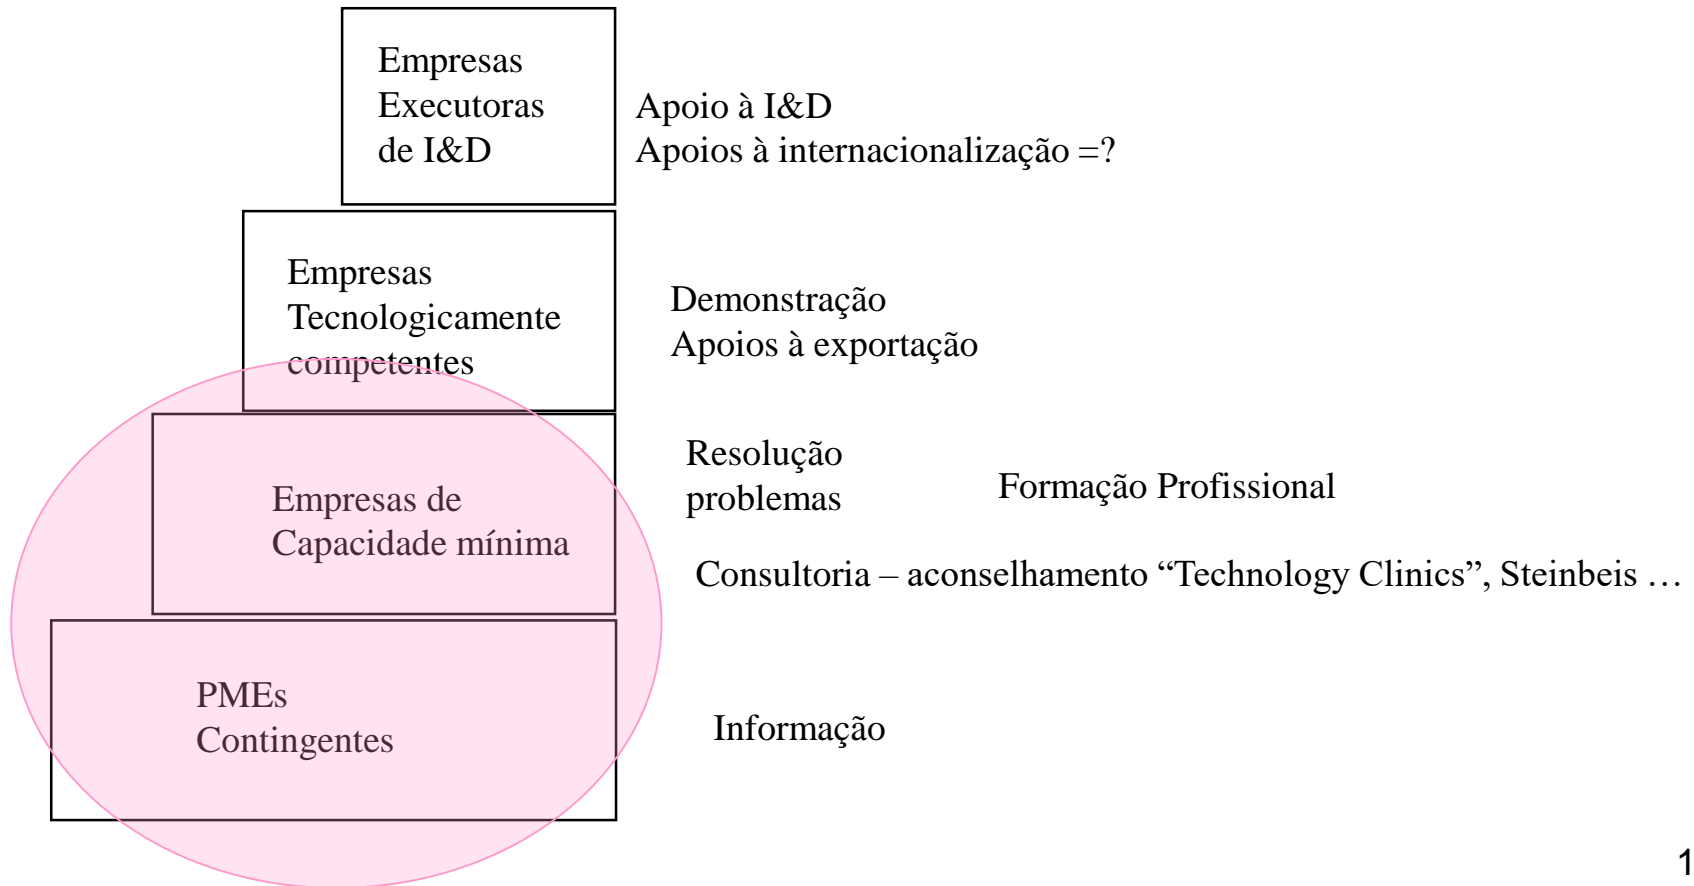 Empresas
Executoras
de I&D
Apoio à I&D
Apoios à internacionalização =?
Empresas
Tecnologicamente
competentes
Demonstração
Apoios à exportação
Empresas de
Capacidade mínima
Resolução
problemas
Formação Profissional
Consultoria – aconselhamento “Technology Clinics”, Steinbeis …
PMEs
Contingentes
Informação
1